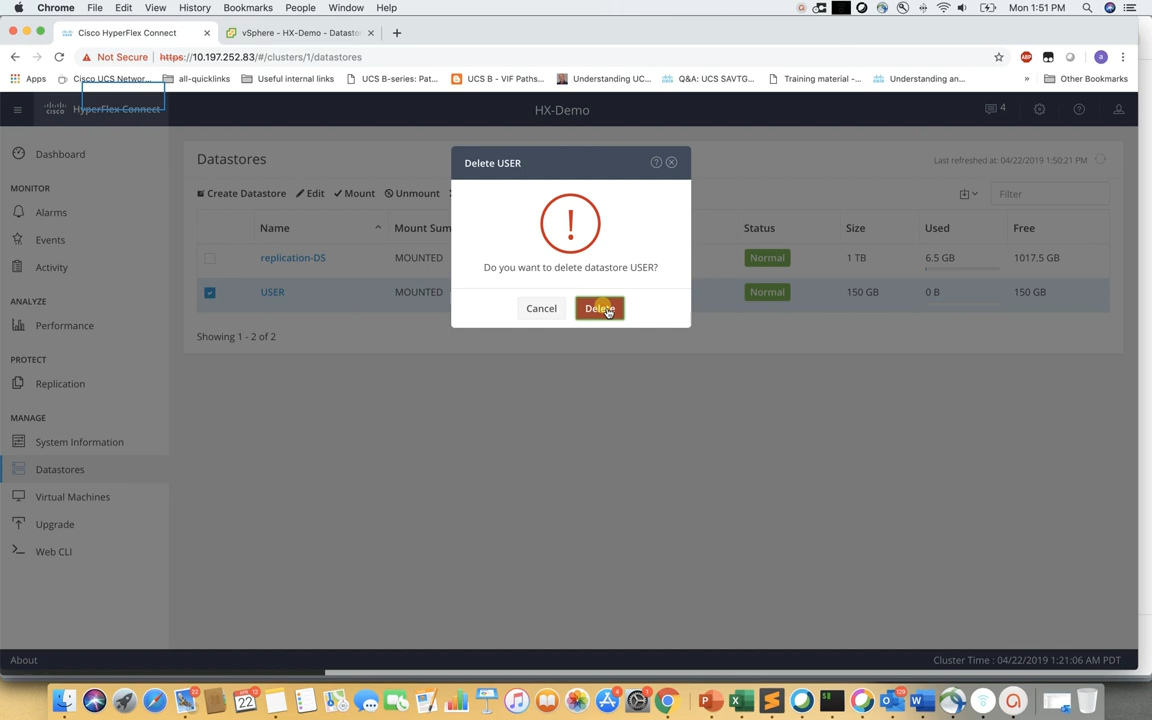 Chrome File Edit View History Bookmarks People Window Help Mon 1:51 PM
Cisco HyperFlex Connect vSphere - HX-Demo - Datasto
Not Secure https://10.197.252.83/#/clusters/1/datastores a
Apps Cisco UCS Networ... all-quicklinks Useful internal links UCS B-series: Pat... UCS B - VIF Paths... Understanding UC... Q&A: UCS SAVTG... Training material -... Understanding an... » Other Bookmarks
CISCO HyperFlex Connect HX-Demo 4
Dashboard
MONITOR
Alarms
Events
Activity
ANALYZE
Performance
PROTECT
Replication
MANAGE
System Information
Datastores
Virtual Machines
Upgrade
Web CLI
Datastores Last refreshed at: 04/22/2019 1:50:21 PM
Create Datastore Edit Mount Unmount Filter
Name Mount Sum Status Size Used Free
replication-DS MOUNTED Normal 1 TB 6.5 GB 1017.5 GB
USER MOUNTED Normal 150 GB 0 B 150 GB
Showing 1 - 2 of 2
Delete USER
Do you want to delete datastore USER?
Cancel Delete
About Cluster Time : 04/22/2019 1:21:06 AM PDT